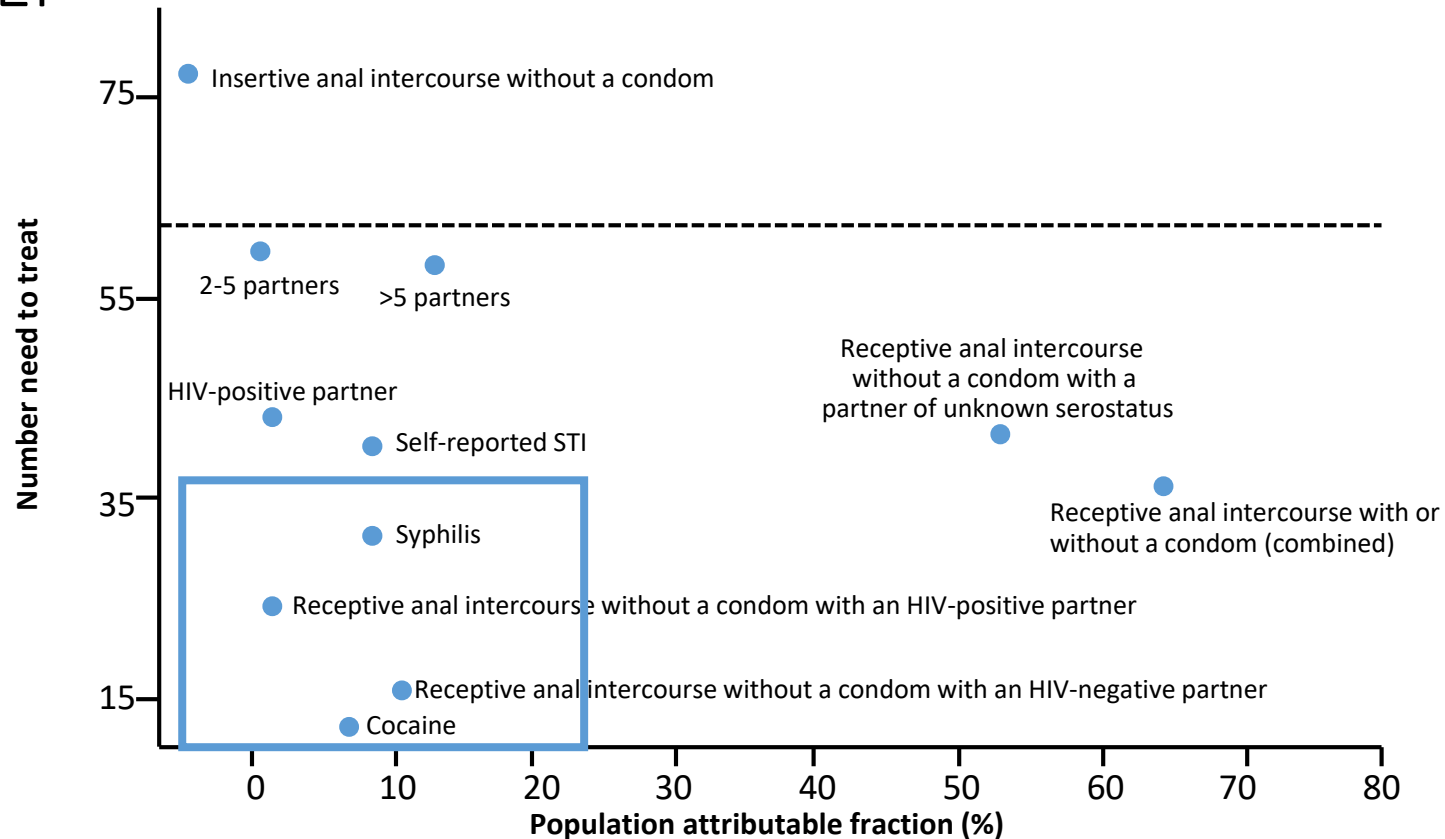 75
Insertive anal intercourse without a condom
2-5 partners
>5 partners
55
Receptive anal intercourse
without a condom with a
partner of unknown serostatus
HIV-positive partner
Self-reported STI
35
Receptive anal intercourse with or
without a condom (combined)
Syphilis
Receptive anal intercourse without a condom with an HIV-positive partner
15
Receptive anal intercourse without a condom with an HIV-negative partner
Cocaine
0 10 20 30 40 50 60 70 80
Population attributable fraction (%)
Number need to treat